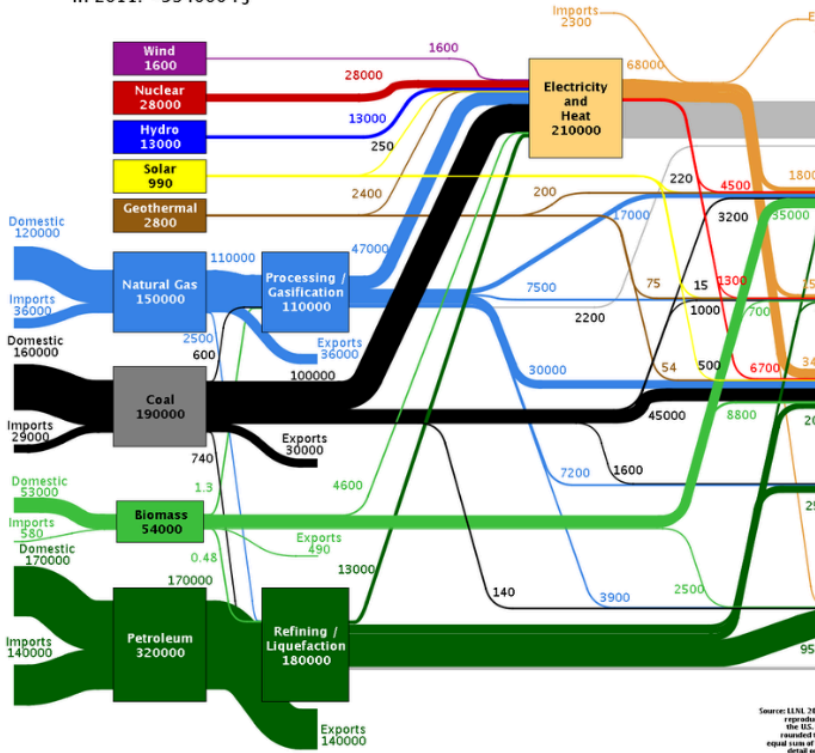 Imports
2300
Wind
1600
1600
Nuclear
28000
28000
68000
Electricity
and
Heat
210000
Hydro
13000
13000
250
Solar
990
2400
Geothermal
2800
200
220
4500
1800
17000
3200
35000
Domestic
120000
Imports
36000
Natural Gas
150000
110000
Processing /
Gasification
110000
47000
7500
2200
75
15
1000
1300
700
2500
600
Exports
36000
Domestic
160000
Imports
29000
Coal
190000
100000
30000
54
500
6700
45000
8800
740
Exports
30000
1.3
4600
7200
1600
Domestic
53000
Imports
580
Biomass
54000
Exports
490
0.48
Domestic
170000
Imports
140000
170000
Petroleum
320000
13000
Refining /
Liquefaction
180000
140
3900
2500
Exports
140000
Source: LLNL
the U.S.